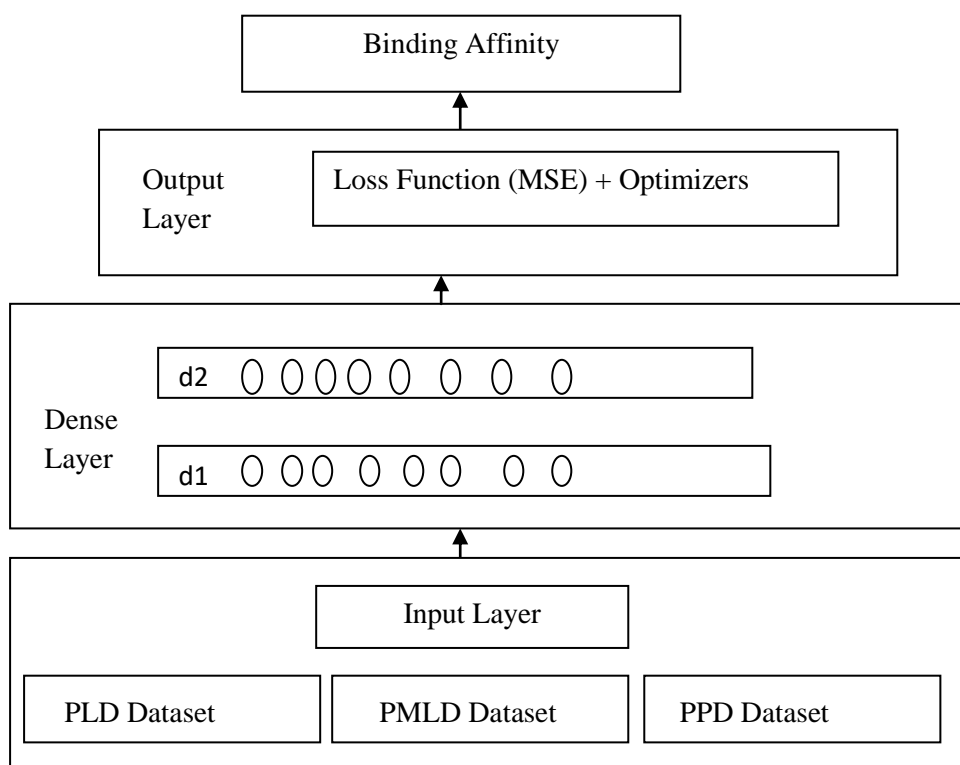 Binding Affinity
Output
Layer
Loss Function (MSE) + Optimizers
d2
Dense
Layer
d1
Input Layer
PLD Dataset
PMLD Dataset
PPD Dataset